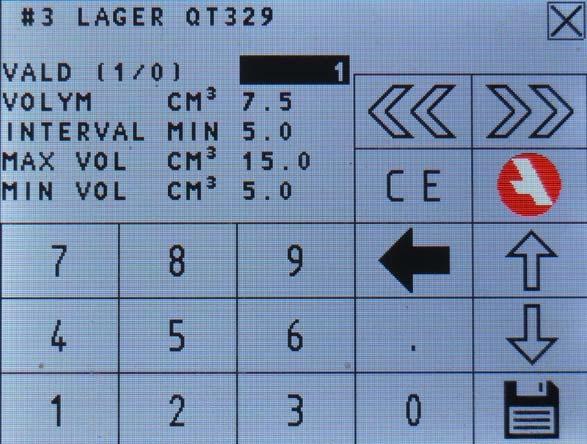 #3 LAGER QT329
VALD (1/0) 1
VOLYM CM³ 7.5
INTERVAL MIN 5.0
MAX VOL CM³ 15.0
MIN VOL CM³ 5.0
CE
7 8 9
4 5 6 .
1 2 3 0